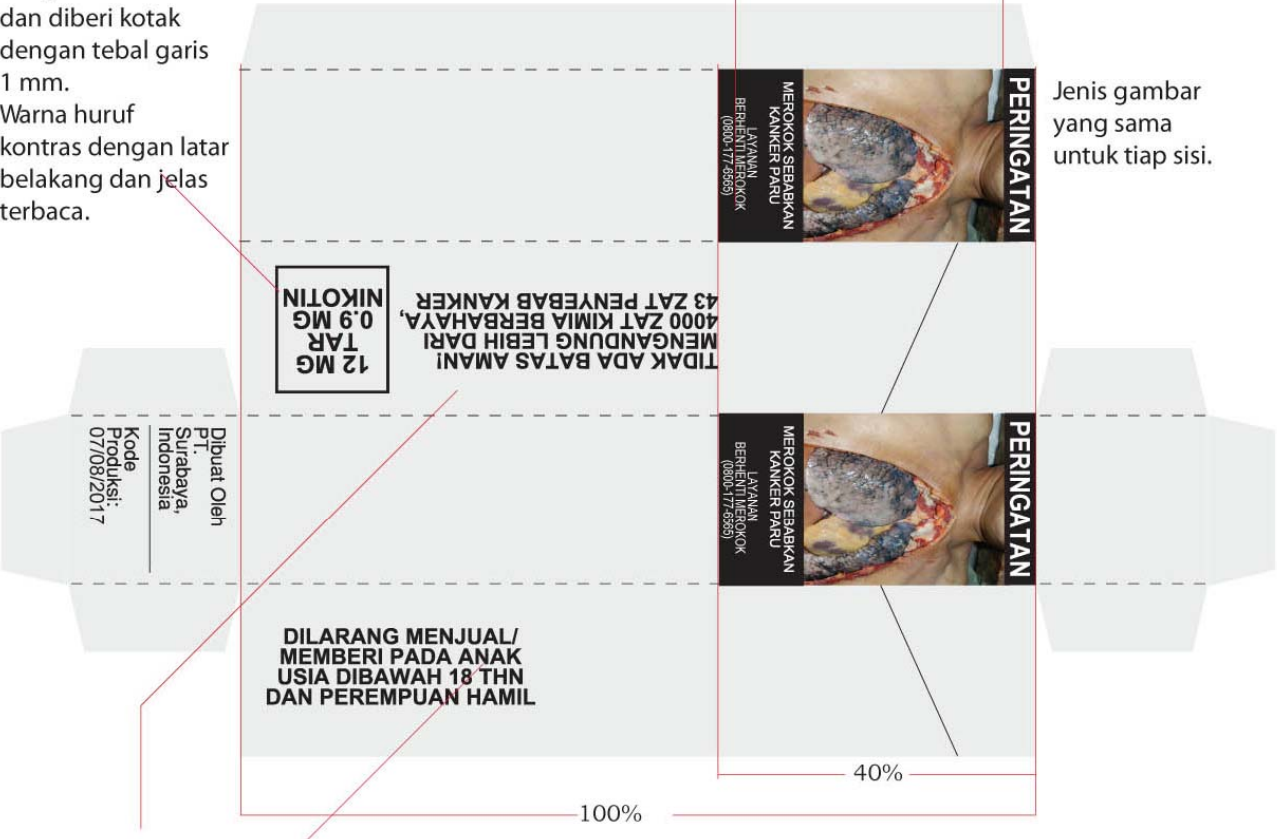 dan diberi kotak
dengan tebal garis
1 mm.
Warna huruf
kontras dengan latar
belakang dan jelas
terbaca.
PERINGATAN
MEROKOK SEBABKAN
KANKER PARU
LAYANAN
BERHENTI MEROKOK
(0800-177-6565)
Jenis gambar
yang sama
untuk tiap sisi.
12 MG
TAR
0.9 MG
NIKOTIN
TIDAK ADA BATAS AMAN!
MENGANDUNG LEBIH DARI
4000 ZAT KIMIA BERBAHAYA,
43 ZAT PENYEBAB KANKER
Dibuat Oleh
PT.
Surabaya,
Indonesia
Kode
Produksi:
07/08/2017
PERINGATAN
MEROKOK SEBABKAN
KANKER PARU
LAYANAN
BERHENTI MEROKOK
(0800-177-6565)
DILARANG MENJUAL/
MEMBERI PADA ANAK
USIA DIBAWAH 18 THN
DAN PEREMPUAN HAMIL
40%
100%